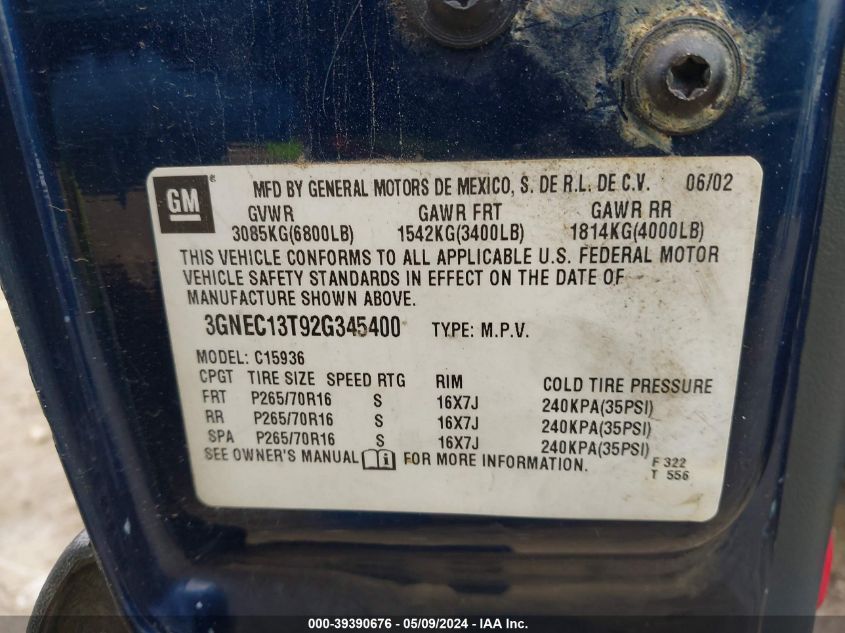 GM
MFD BY GENERAL MOTORS DE MEXICO, S. DE R.L. DE C.V. 06/02
GVWR GAWR FRT GAWR RR
3085KG(6800LB) 1542KG(3400LB) 1814KG(4000LB)
THIS VEHICLE CONFORMS TO ALL APPLICABLE U.S. FEDERAL MOTOR
VEHICLE SAFETY STANDARDS IN EFFECT ON THE DATE OF
MANUFACTURE SHOWN ABOVE.
3GNEC13T92G345400 TYPE: M.P.V.
MODEL: C15936
CPGT TIRE SIZE SPEED RTG RIM COLD TIRE PRESSURE
FRT P265/70R16 S 16X7J 240KPA(35PSI)
RR P265/70R16 S 16X7J 240KPA(35PSI)
SPA P265/70R16 S 16X7J 240KPA(35PSI)
SEE OWNER'S MANUAL i FOR MORE INFORMATION. F 322
T 556
000-39390676 / 05/09/2024 - IAA Inc.